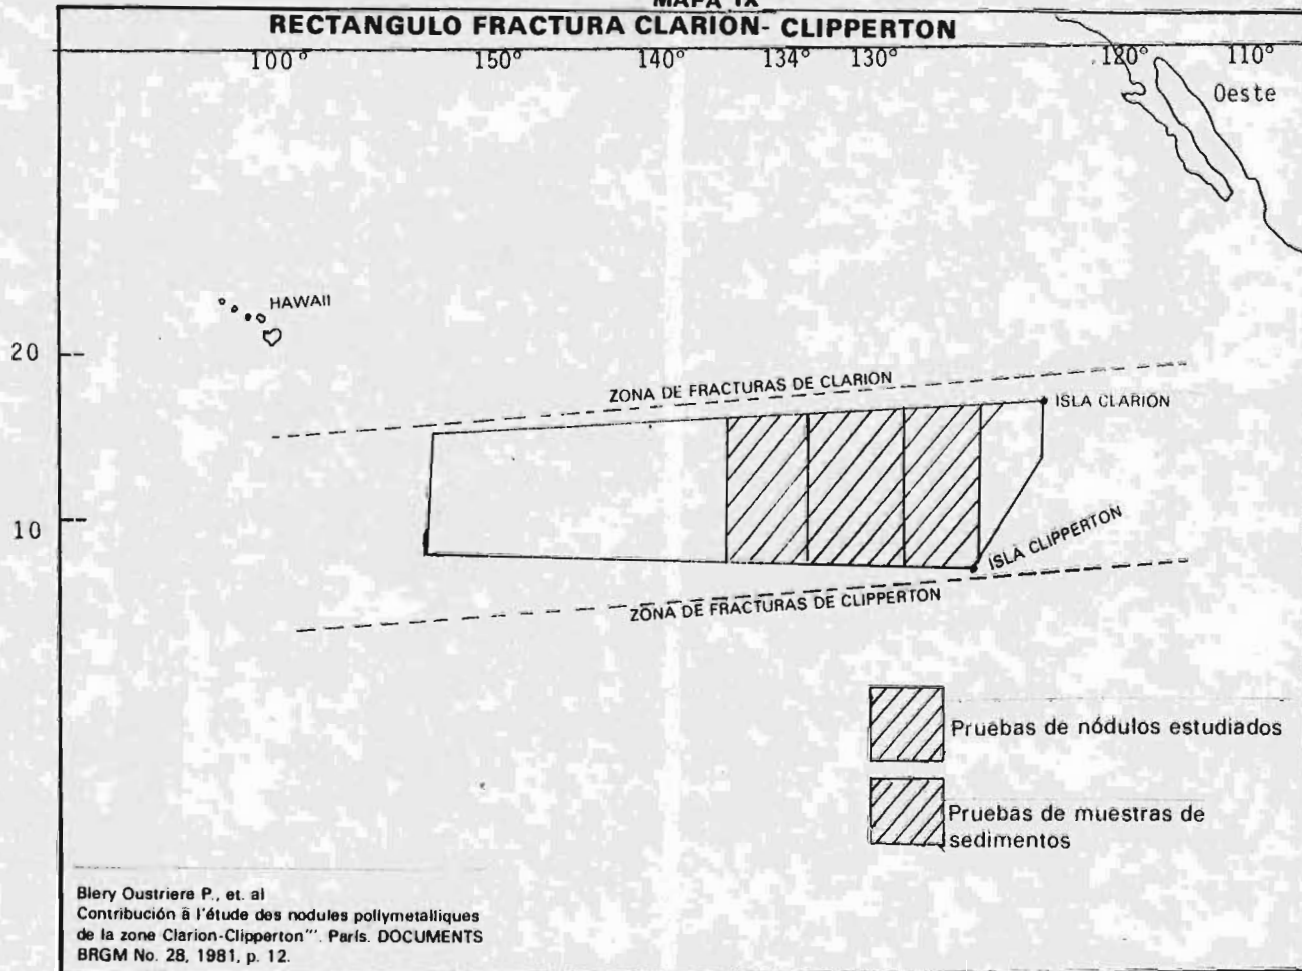 MAPA IX
RECTANGULO FRACTURA CLARION- CLIPPERTON
100° 150° 140° 134° 130° 120° 110°
Oeste
HAWAII
20
ZONA DE FRACTURAS DE CLARION
ISLA CLARION
10
ISLA CLIPPERTON
ZONA DE FRACTURAS DE CLIPPERTON
Pruebas de nódulos estudiados
Pruebas de muestras de
sedimentos
Blery Oustriere P., et. al
Contribución à l'étude des nodules pollymetalliques
de la zone Clarion-Clipperton"'. París. DOCUMENTS
BRGM No. 28, 1981, p. 12.